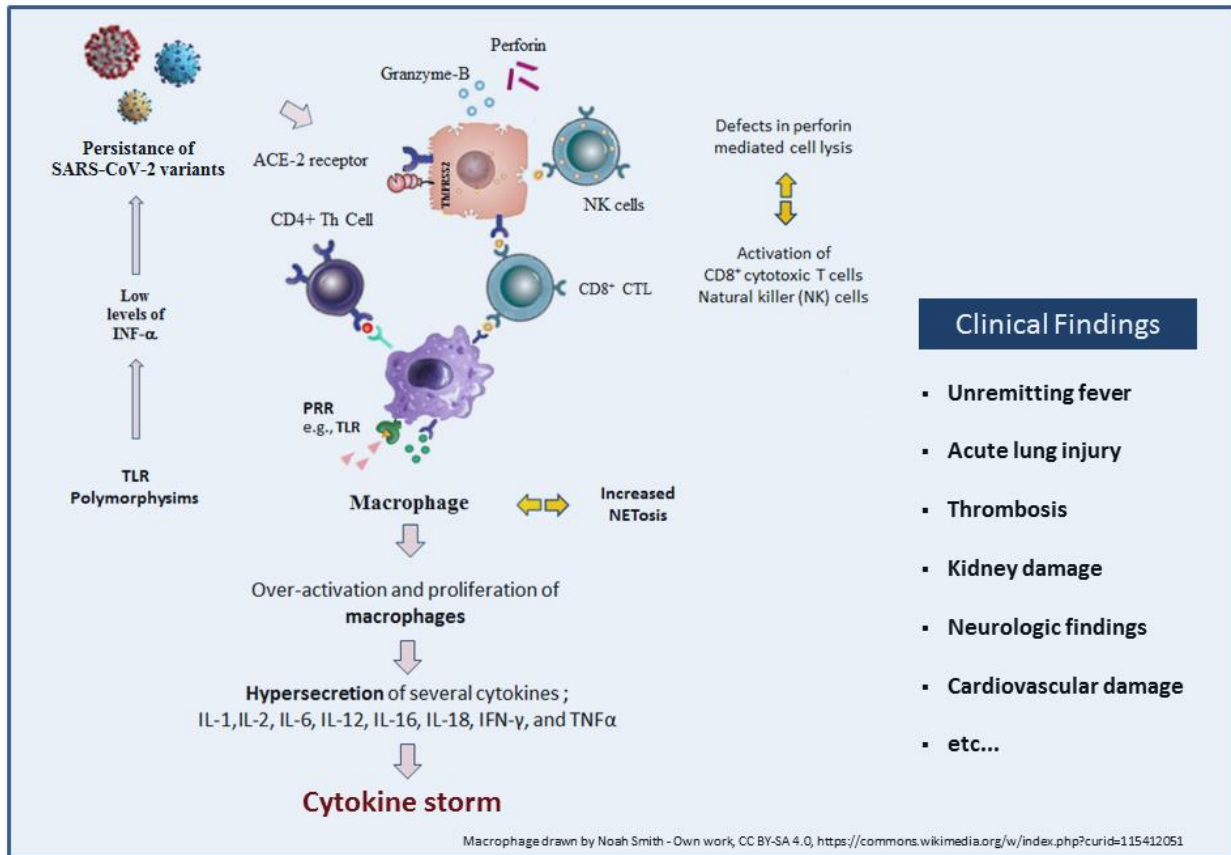 Perforin
Granzyme-B
Persistance of
SARS-CoV-2 variants
ACE-2 receptor
TMPRSS2
NK cells
Defects in perforin
mediated cell lysis
CD4+ Th Cell
Activation of
CD8⁺ cytotoxic T cells
Natural killer (NK) cells
CD8⁺ CTL
Low
levels of
INF-α
PRR
e.g., TLR
TLR
Polymorphysims
Macrophage
Increased
NETosis
Over-activation and proliferation of
macrophages
Hypersecretion of several cytokines ;
IL-1,IL-2, IL-6, IL-12, IL-16, IL-18, IFN-γ, and TNFα
Cytokine storm
Clinical Findings
▪ Unremitting fever
▪ Acute lung injury
▪ Thrombosis
▪ Kidney damage
▪ Neurologic findings
▪ Cardiovascular damage
▪ etc...
Macrophage drawn by Noah Smith - Own work, CC BY-SA 4.0, https://commons.wikimedia.org/w/index.php?curid=115412051